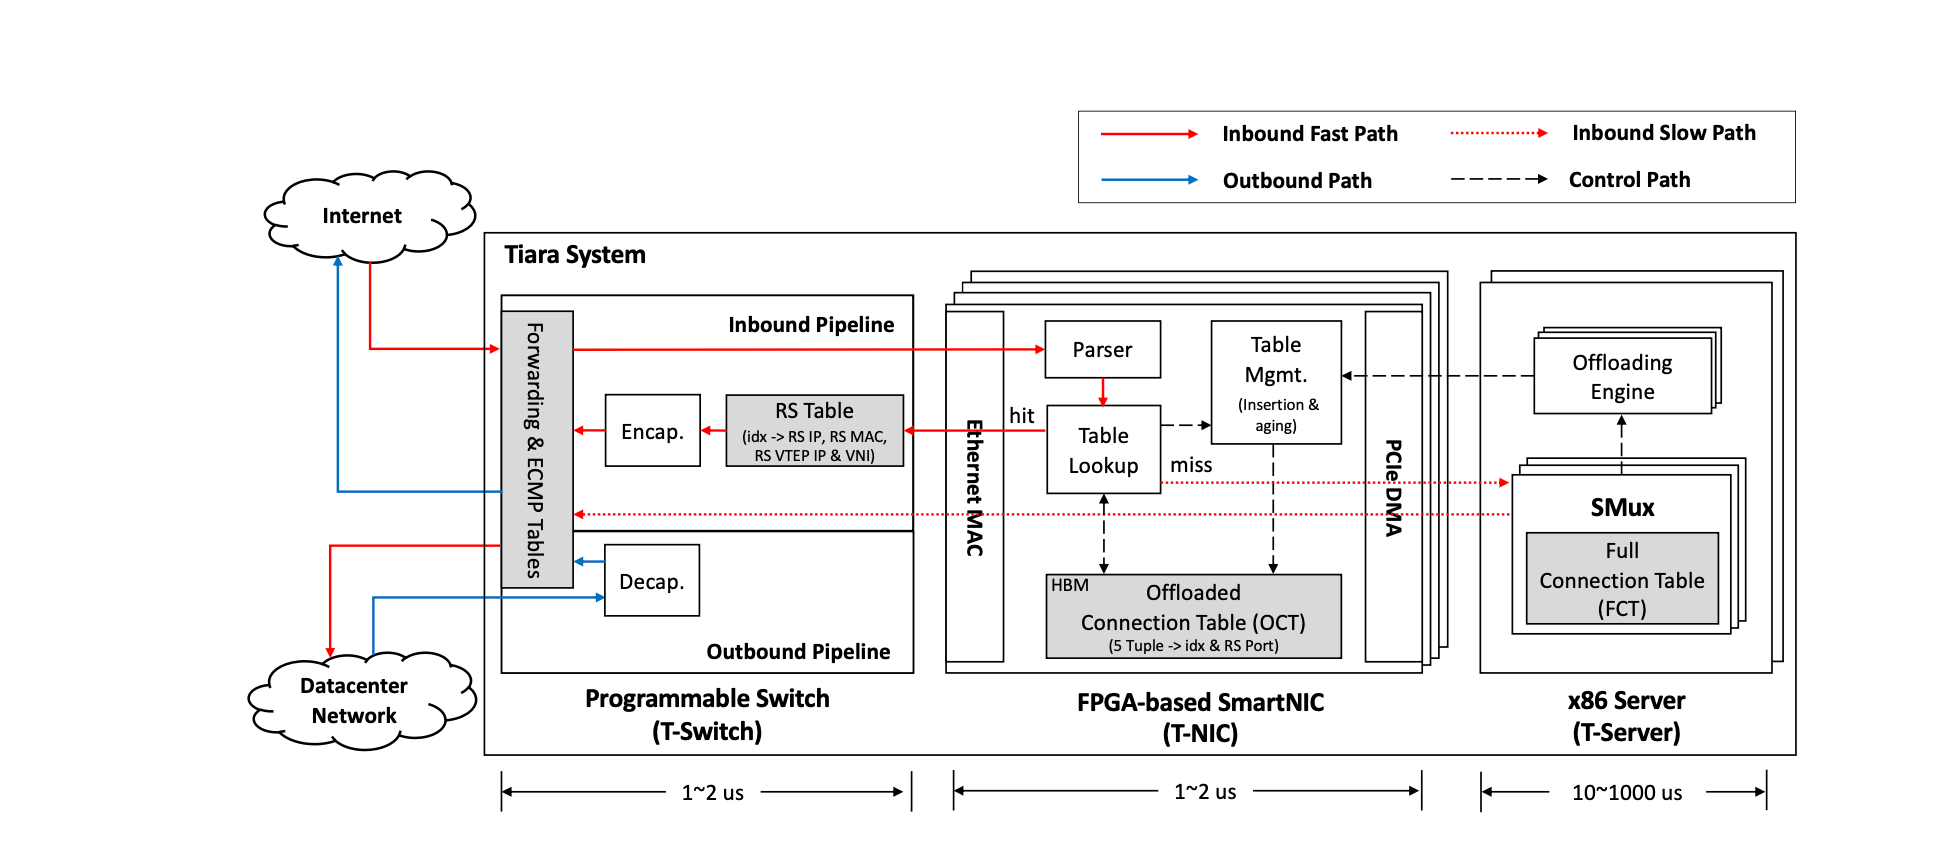 Inbound Fast Path
Inbound Slow Path
Outbound Path
Control Path
Internet
Tiara System
Inbound Pipeline
Forwarding & ECMP Tables
Encap.
RS Table
(idx -> RS IP, RS MAC,
RS VTEP IP & VNI)
Decap.
Outbound Pipeline
Datacenter
Network
Programmable Switch
(T-Switch)
Ethernet MAC
Parser
hit
Table
Lookup
miss
Table
Mgmt.
(Insertion &
aging)
HBM
Offloaded
Connection Table (OCT)
(5 Tuple -> idx & RS Port)
PCIe DMA
FPGA-based SmartNIC
(T-NIC)
Offloading
Engine
SMux
Full
Connection Table
(FCT)
x86 Server
(T-Server)
1~2 us
1~2 us
10~1000 us